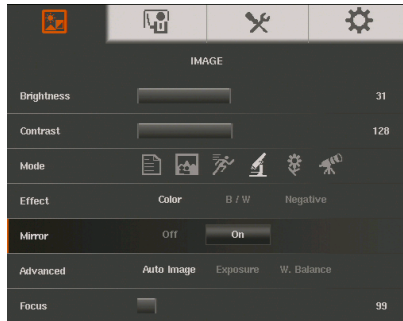 IMAGE
Brightness 31
Contrast 128
Mode
Effect Color B / W Negative
Mirror Off On
Advanced Auto Image Exposure W. Balance
Focus 99